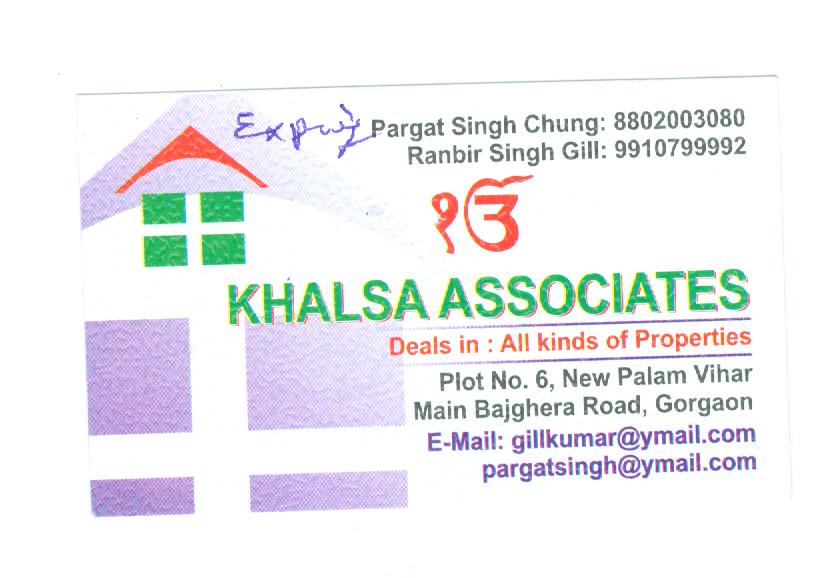 Pargat Singh Chung: 8802003080
Ranbir Singh Gill: 9910799992
ੴ
KHALSA ASSOCIATES
Deals in : All kinds of Properties
Plot No. 6, New Palam Vihar
Main Bajghera Road, Gorgaon
E-Mail: gillkumar@ymail.com
pargatsingh@ymail.com